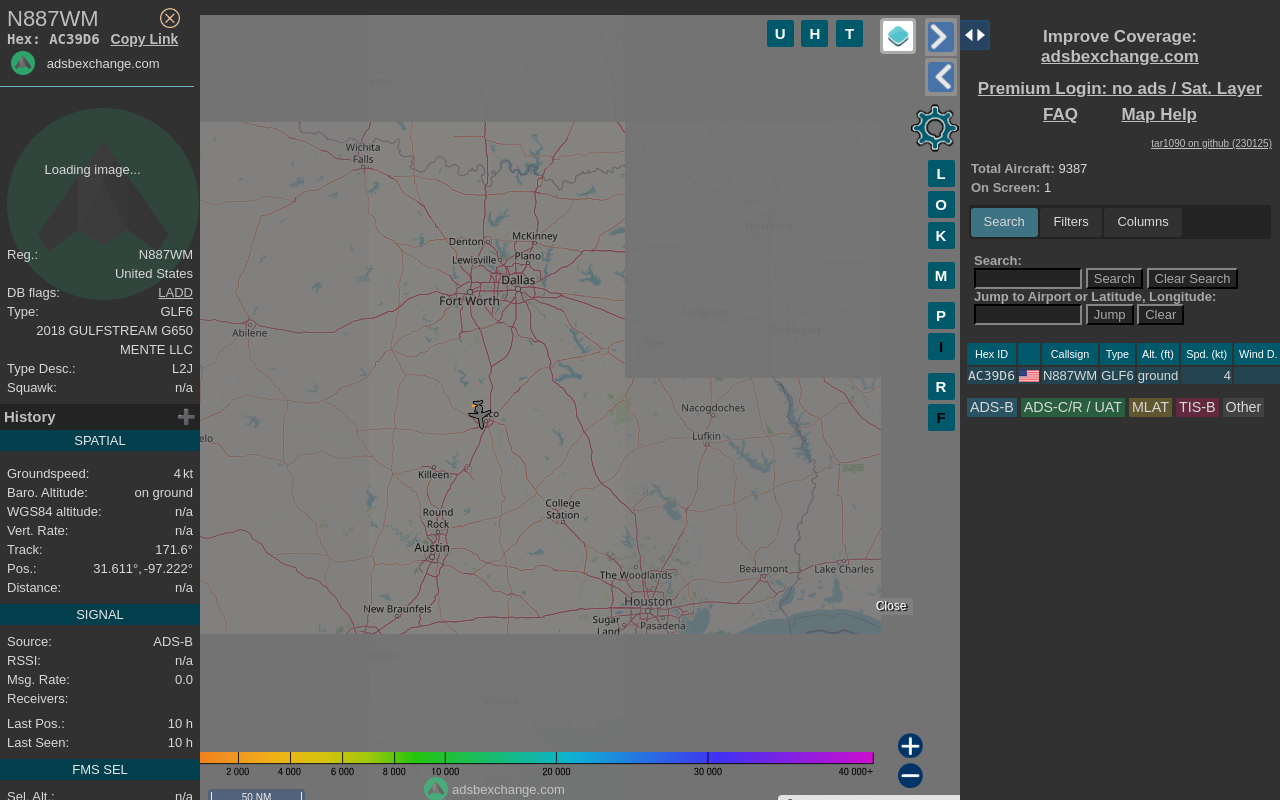 N887WM
Hex: AC39D6 Copy Link
adsbexchange.com
Loading image...
Reg.: N887WM
United States
DB flags: LADD
Type: GLF6
2018 GULFSTREAM G650
MENTE LLC
Type Desc.: L2J
Squawk: n/a
History
SPATIAL
Groundspeed: 4 kt
Baro. Altitude: on ground
WGS84 altitude: n/a
Vert. Rate: n/a
Track: 171.6°
Pos.: 31.611°, -97.222°
Distance: n/a
SIGNAL
Source: ADS-B
RSSI: n/a
Msg. Rate: 0.0
Receivers:
Last Pos.: 10 h
Last Seen: 10 h
FMS SEL
Sel. Alt.: n/a
U H T
Wichita
Falls
Denton
McKinney
Lewisville
Plano
Dallas
Fort Worth
Abilene
Tyler
Nacogdoches
Lufkin
Killeen
College
Station
Round
Rock
Austin
The Woodlands
Beaumont
Lake Charles
Houston
New Braunfels
Sugar
Land
Pasadena
Close
L
O
K
M
P
I
R
F
2 000 4 000 6 000 8 000 10 000 20 000 30 000 40 000+
adsbexchange.com
50 NM
Improve Coverage:
adsbexchange.com
Premium Login: no ads / Sat. Layer
FAQ Map Help
tar1090 on github (230125)
Total Aircraft: 9387
On Screen: 1
Search Filters Columns
Search:
Search Clear Search
Jump to Airport or Latitude, Longitude:
Jump Clear
Hex ID Callsign Type Alt. (ft) Spd. (kt) Wind D.
AC39D6 N887WM GLF6 ground 4
ADS-B ADS-C/R / UAT MLAT TIS-B Other